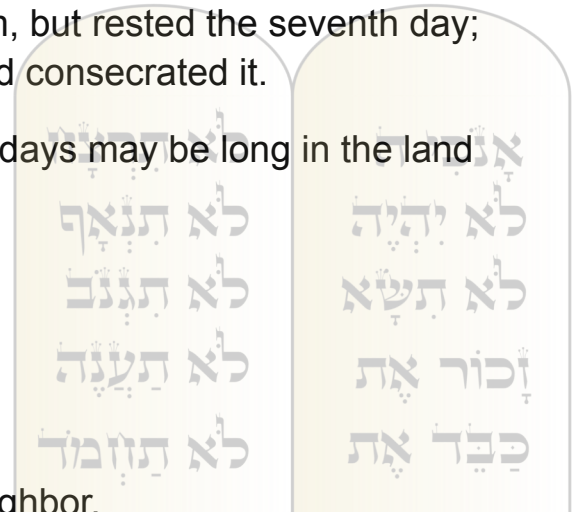 , but rested the seventh day;
consecrated it.
days may be long in the land
אָנֹכִי ה
לֹא יִהְיֶה
לֹא תִשָּׂא
זָכוֹר אֶת
כַּבֵּד אֶת
לֹא תִּרְצָח
לֹא תִּנְאָף
לֹא תִּגְנֹב
לֹא תַעֲנֶה
לֹא תַחְמֹד
ghbor.